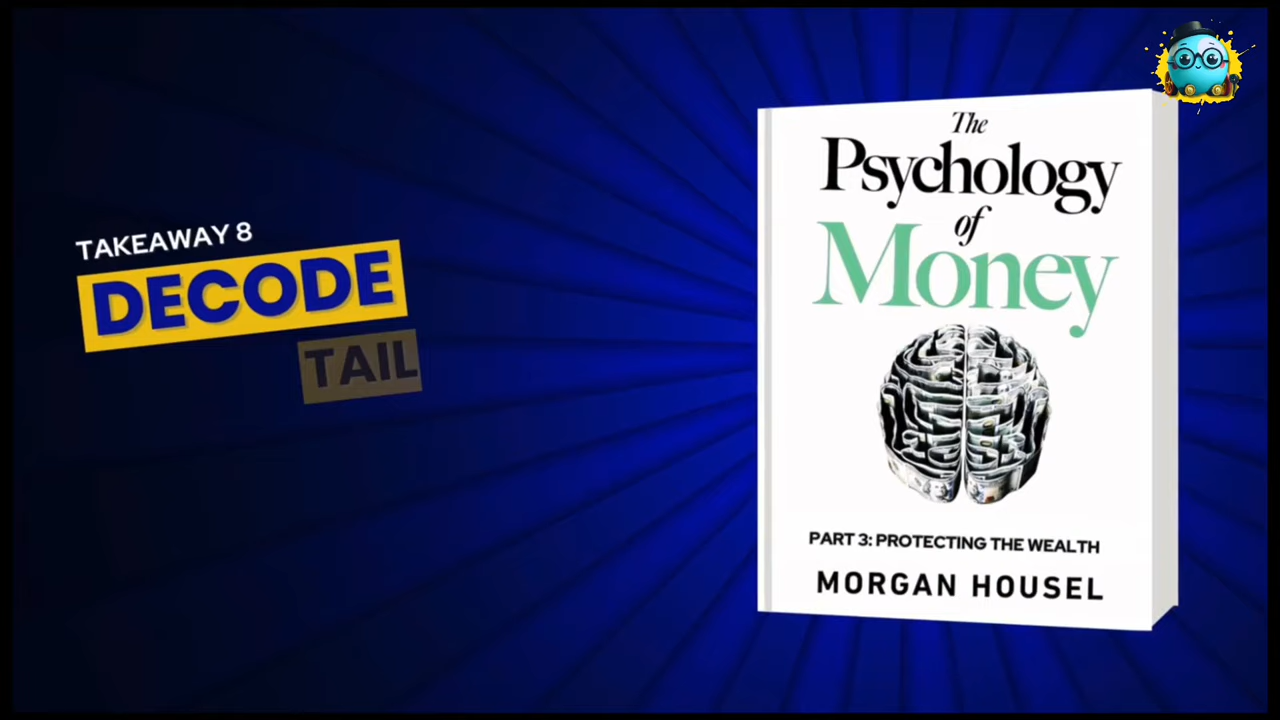 TAKEAWAY 8
DECODE
TAIL
The
Psychology
of
Money
PART 3: PROTECTING THE WEALTH
MORGAN HOUSEL